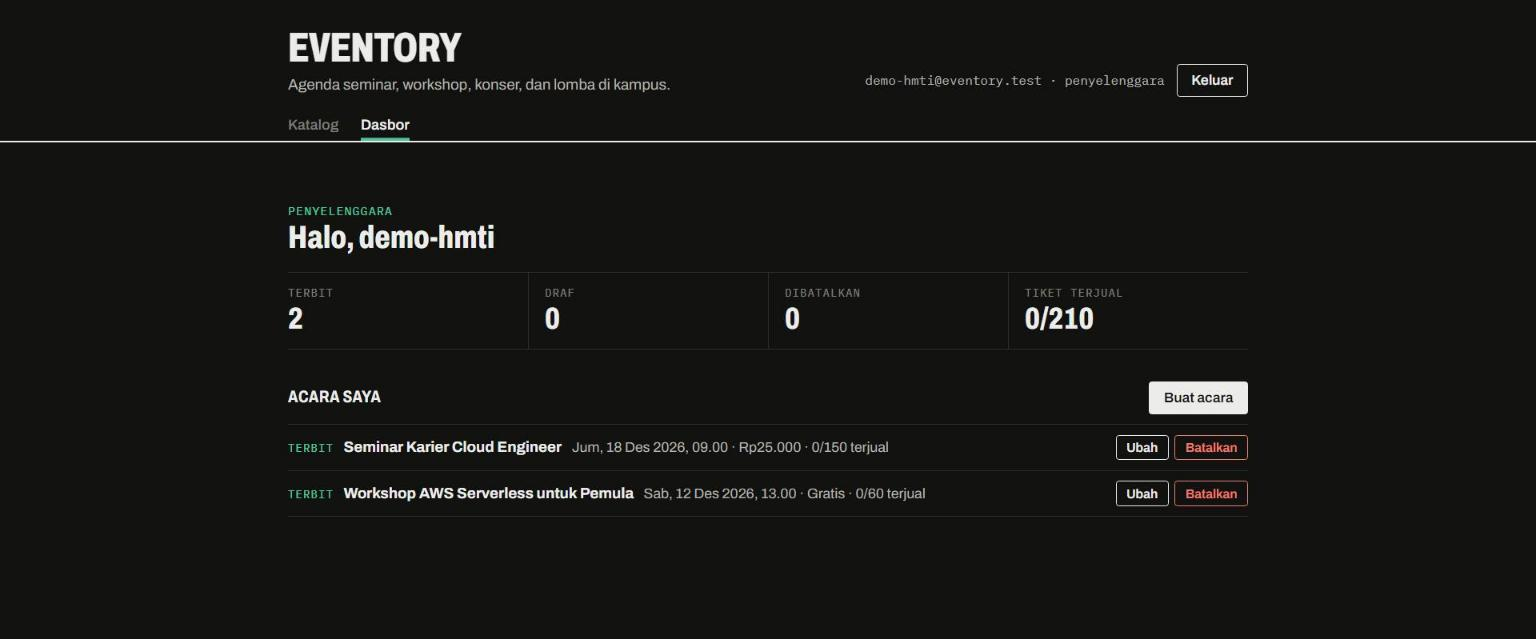 EVENTORY
Agenda seminar, workshop, konser, dan lomba di kampus.
demo-hmti@eventory.test · penyelenggara
Keluar
Katalog Dasbor
PENYELENGGARA
Halo, demo-hmti
TERBIT DRAF DIBATALKAN TIKET TERJUAL
2 0 0 0/210
ACARA SAYA Buat acara
TERBIT Seminar Karier Cloud Engineer Jum, 18 Des 2026, 09.00 · Rp25.000 · 0/150 terjual Ubah Batalkan
TERBIT Workshop AWS Serverless untuk Pemula Sab, 12 Des 2026, 13.00 · Gratis · 0/60 terjual Ubah Batalkan